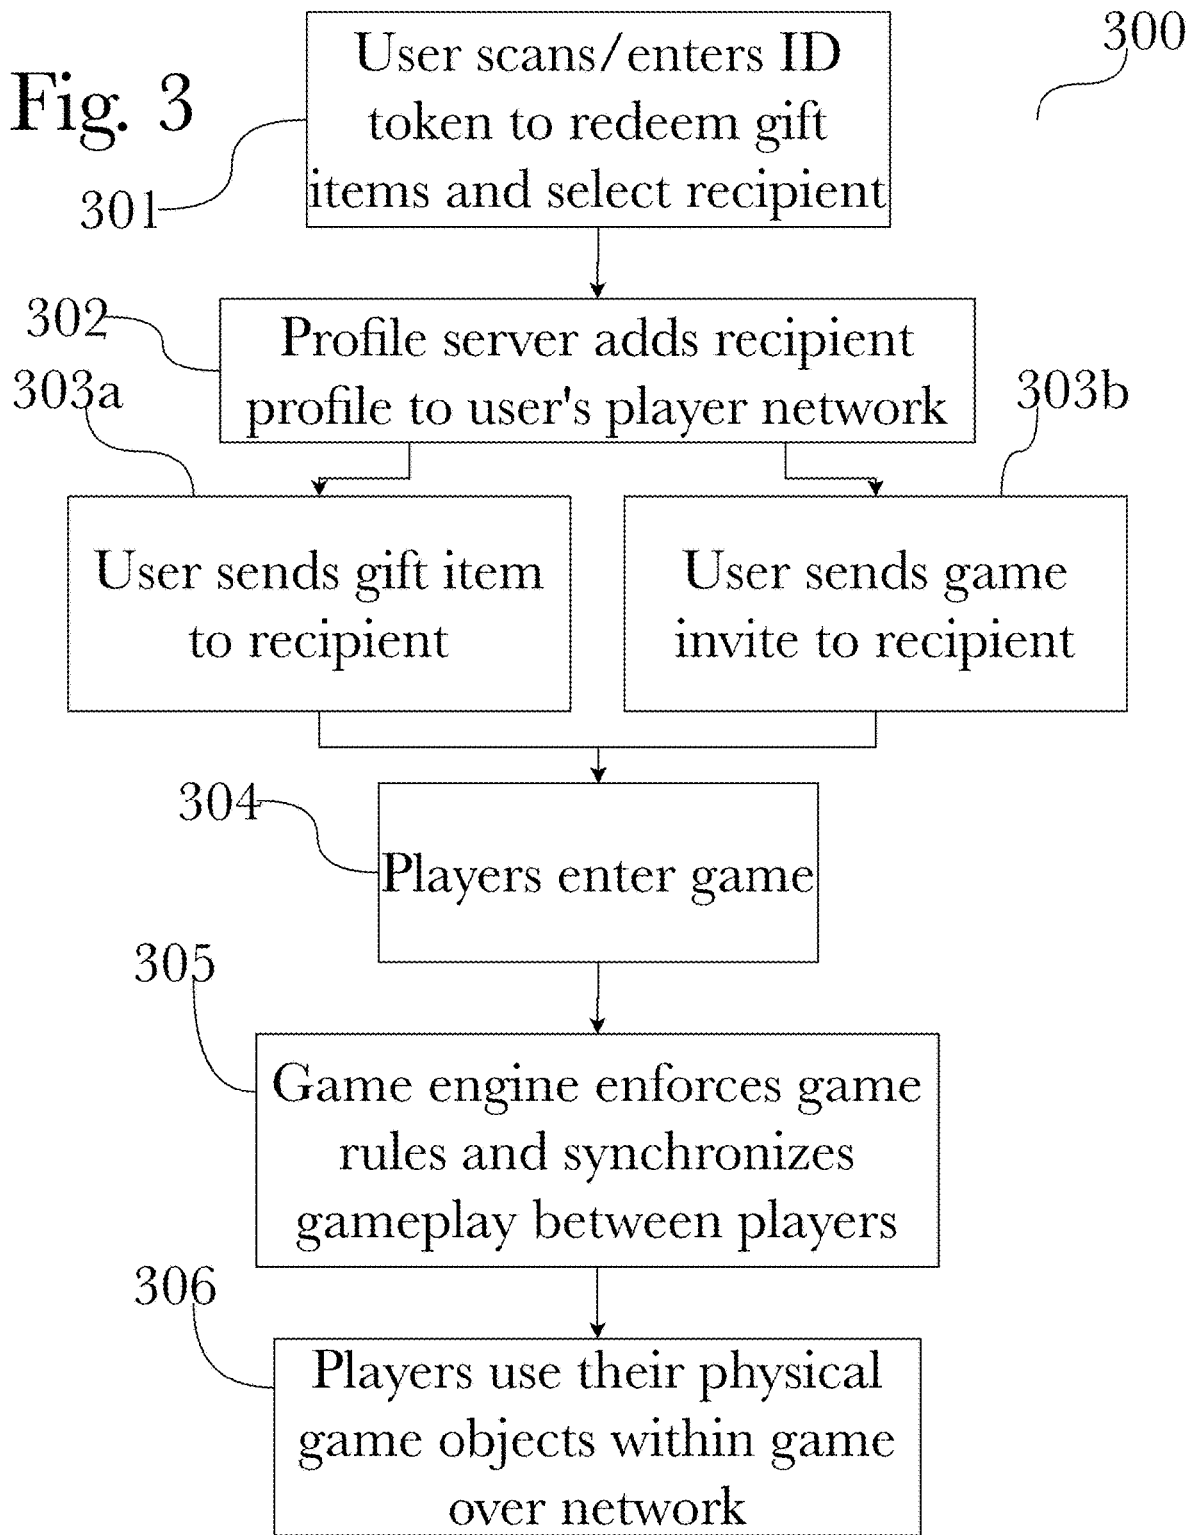 300
Fig. 3
User scans/enters ID
token to redeem gift
items and select recipient
301
302
Profile server adds recipient
profile to user's player network
303a
303b
User sends gift item
to recipient
User sends game
invite to recipient
304
Players enter game
305
Game engine enforces game
rules and synchronizes
gameplay between players
306
Players use their physical
game objects within game
over network